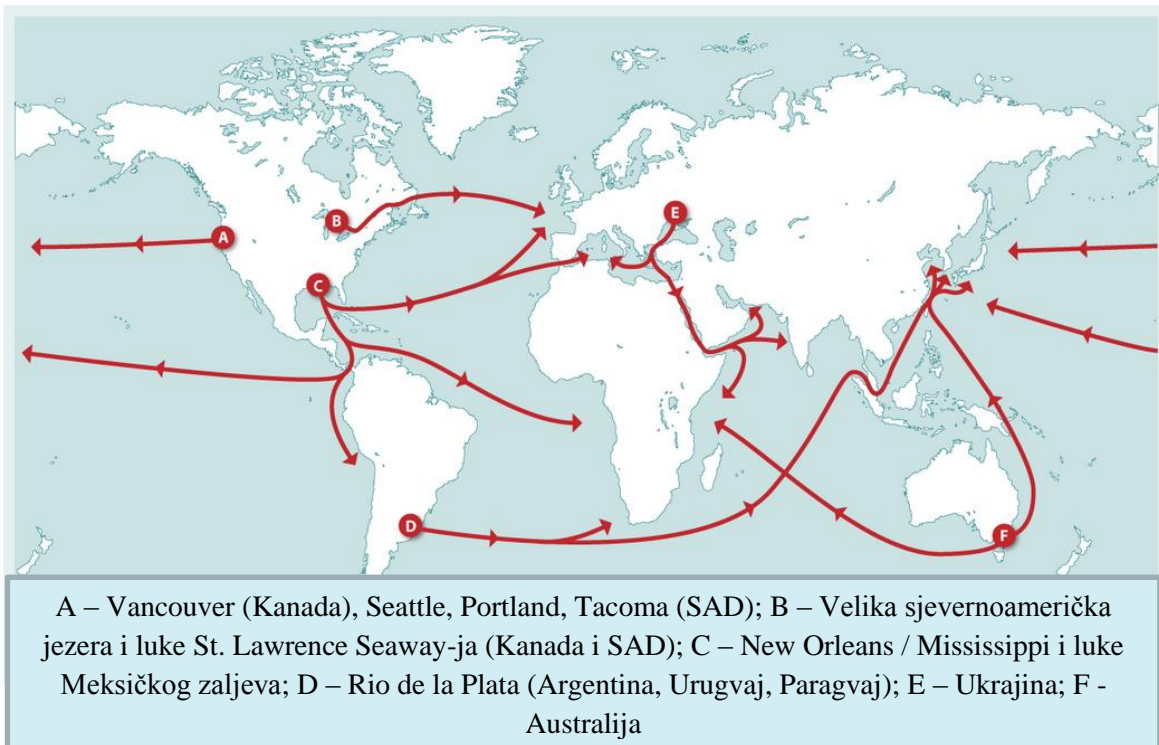 A
B
C
D
E
F
A – Vancouver (Kanada), Seattle, Portland, Tacoma (SAD); B – Velika sjevernoamerička
jezera i luke St. Lawrence Seaway-ja (Kanada i SAD); C – New Orleans / Mississippi i luke
Meksičkog zaljeva; D – Rio de la Plata (Argentina, Urugvaj, Paragvaj); E – Ukrajina; F -
Australija